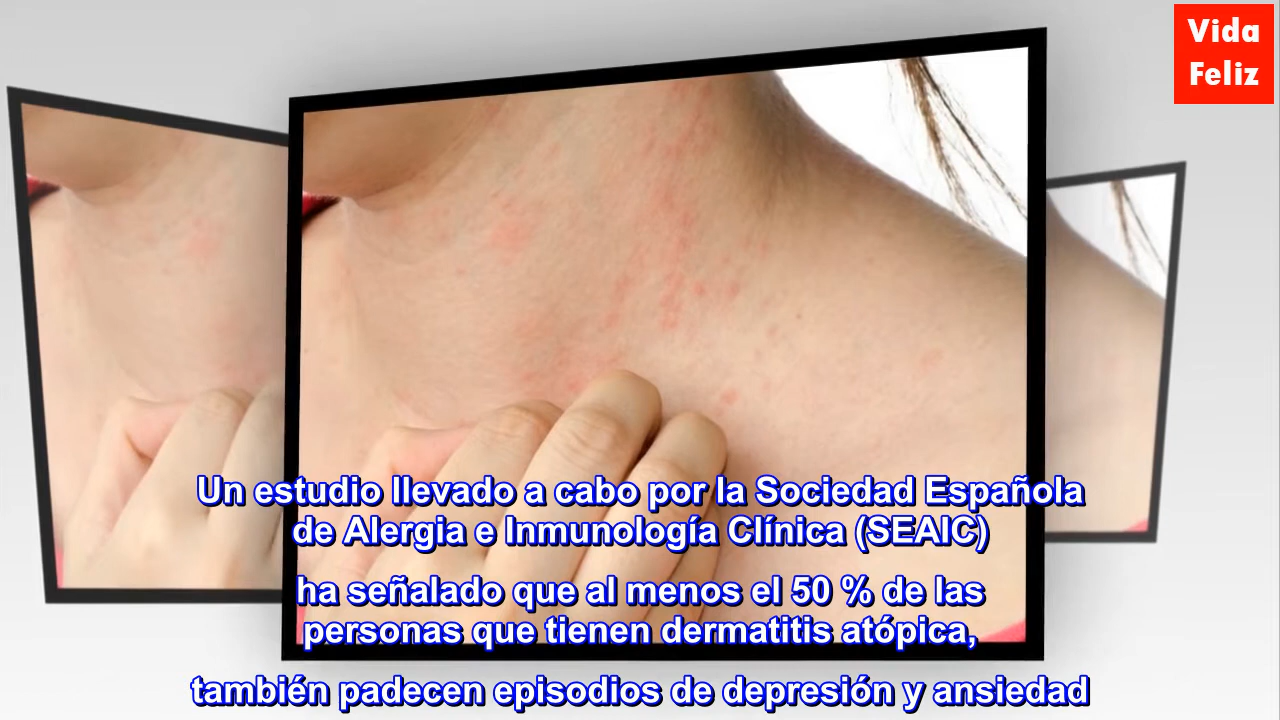 Vida
Feliz
Un estudio llevado a cabo por la Sociedad Española
de Alergia e Inmunología Clínica (SEAIC)
ha señalado que al menos el 50 % de las
personas que tienen dermatitis atópica,
también padecen episodios de depresión y ansiedad